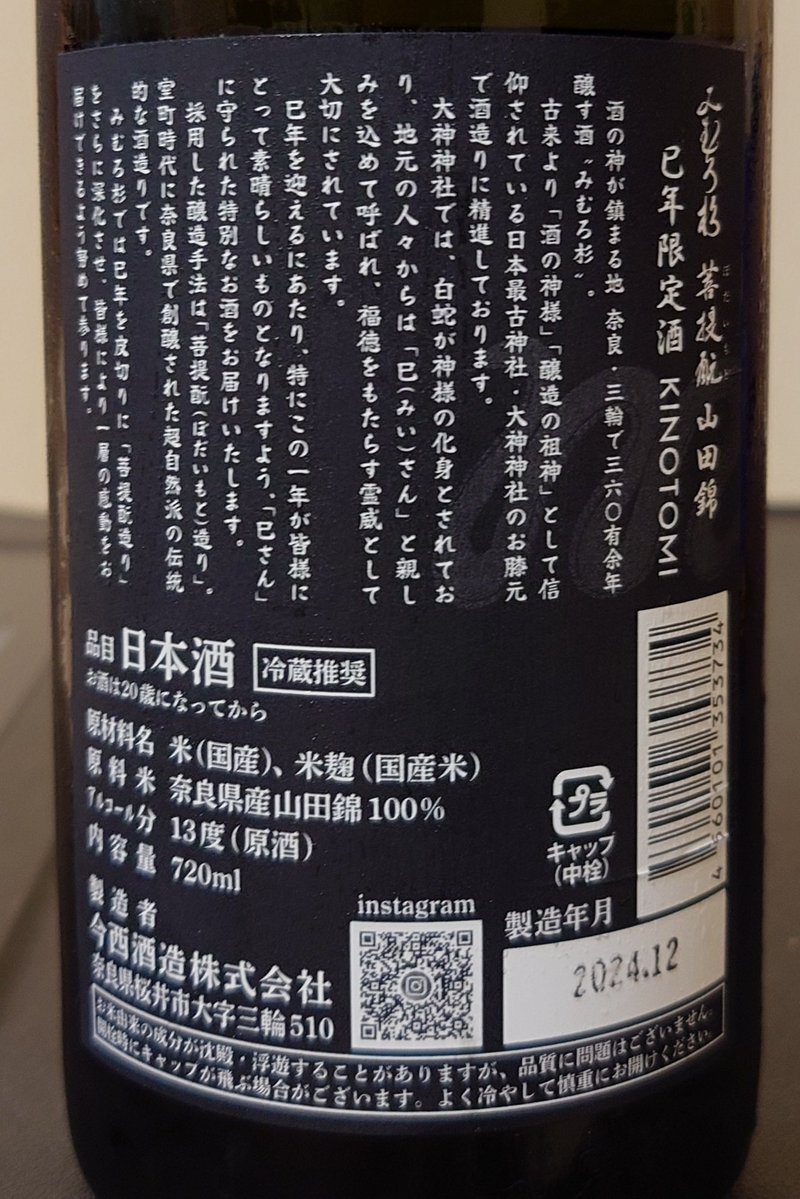 みむろ杉 菩提酛 山田錦
巳年限定酒 KINOTOMI
酒の神が鎮まる地 奈良・三輪で三六〇有余年
醸す酒〝みむろ杉〟。
古来より「酒の神様」「醸造の祖神」として信
仰されている日本最古神社・大神神社のお膝元
で酒造りに精進しております。
大神神社では、白蛇が神様の化身とされてお
り、地元の人々からは「巳(みい)さん」と親し
みを込めて呼ばれ、福徳をもたらす霊威として
大切にされています。
巳年を迎えるにあたり、特にこの一年が皆様に
とって素晴らしいものとなりますよう、「巳さん」
に守られた特別なお酒をお届けいたします。
採用した醸造手法は「菩提酛(ぼだいもと)造り」。
室町時代に奈良県で創醸された超自然派の伝統
的な酒造りです。
みむろ杉では巳年を皮切りに「菩提酛造り」
をさらに深化させ、皆様により一層の感動をお
届けできるよう努めて参ります。
品目 日本酒 冷蔵推奨
お酒は20歳になってから
原材料名 米(国産)、米麹(国産米)
原料米 奈良県産山田錦100%
アルコール分 13度(原酒)
内容量 720ml
製造者
今西酒造株式会社
奈良県桜井市大字三輪510
instagram
プラ
キャップ
(中栓)
4560101353734
製造年月
2024.12
お米由来の成分が沈殿・浮遊することがありますが、品質に問題はございません。
開栓時にキャップが飛ぶ場合がございます。よく冷やして慎重にお開けください。